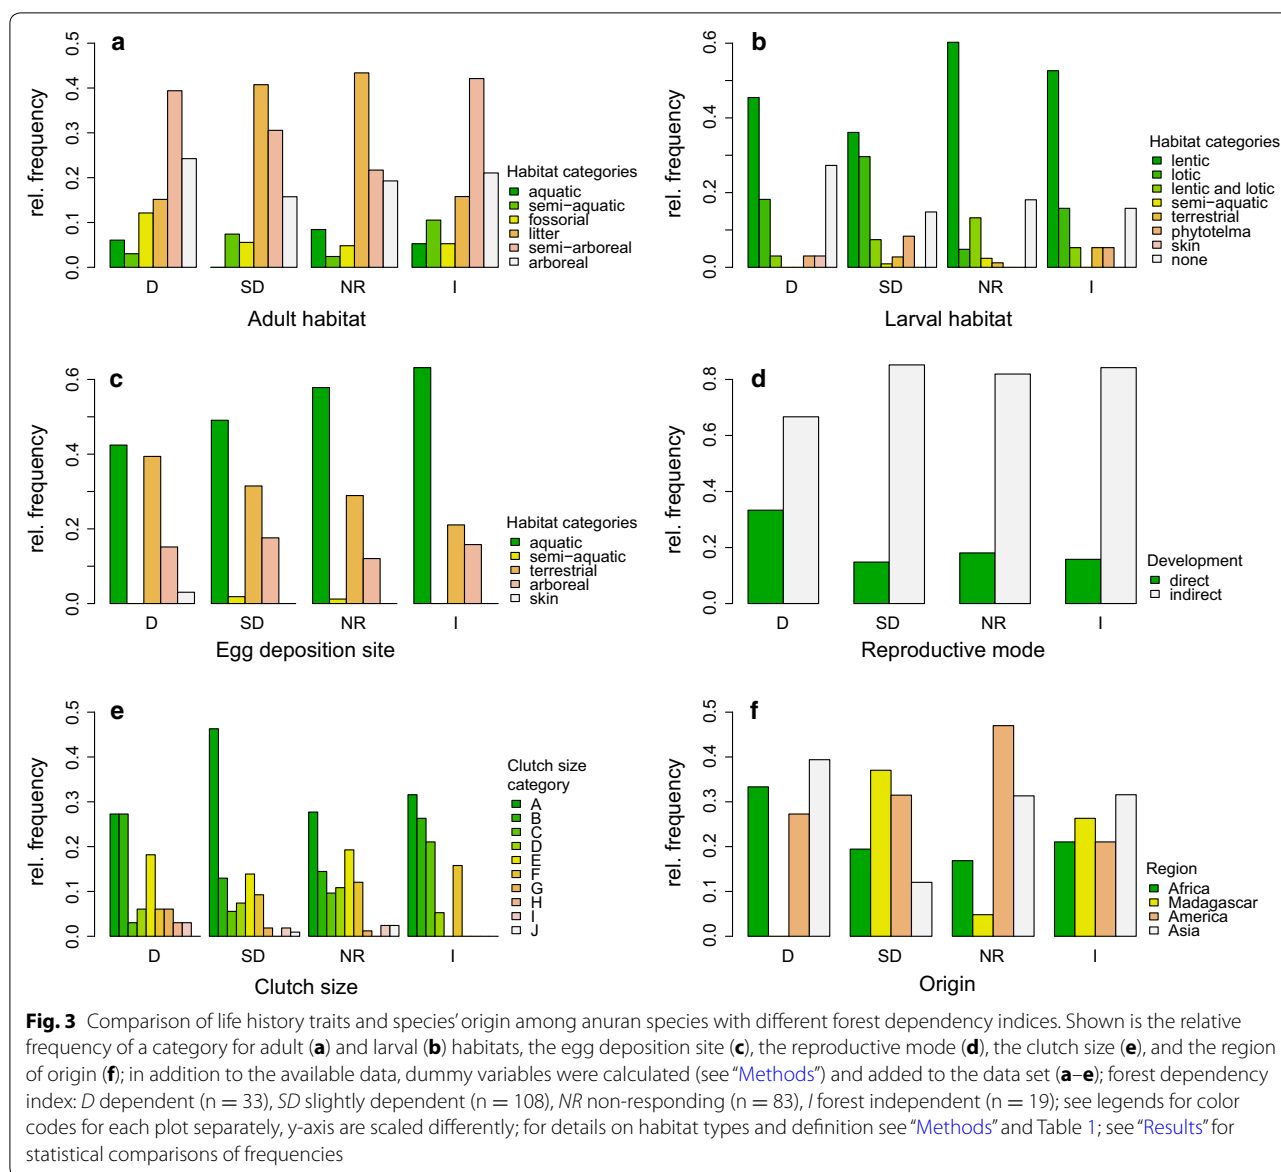 a
rel. frequency
0.0 0.1 0.2 0.3 0.4 0.5
Habitat categories
aquatic
semi−aquatic
fossorial
litter
semi−arboreal
arboreal
D SD NR I
Adult habitat
b
rel. frequency
0.0 0.2 0.4 0.6
Habitat categories
lentic
lotic
lentic and lotic
semi−aquatic
terrestrial
phytotelma
skin
none
D SD NR I
Larval habitat
c
rel. frequency
0.0 0.2 0.4 0.6
Habitat categories
aquatic
semi−aquatic
terrestrial
arboreal
skin
D SD NR I
Egg deposition site
d
rel. frequency
0.0 0.2 0.4 0.6 0.8
Development
direct
indirect
D SD NR I
Reproductive mode
e
rel. frequency
0.0 0.1 0.2 0.3 0.4 0.5
Clutch size
category
A
B
C
D
E
F
G
H
I
J
D SD NR I
Clutch size
f
rel. frequency
0.0 0.1 0.2 0.3 0.4 0.5
Region
Africa
Madagascar
America
Asia
D SD NR I
Origin
Fig. 3 Comparison of life history traits and species' origin among anuran species with different forest dependency indices. Shown is the relative
frequency of a category for adult (a) and larval (b) habitats, the egg deposition site (c), the reproductive mode (d), the clutch size (e), and the region
of origin (f); in addition to the available data, dummy variables were calculated (see “Methods”) and added to the data set (a–e); forest dependency
index: D dependent (n = 33), SD slightly dependent (n = 108), NR non-responding (n = 83), I forest independent (n = 19); see legends for color
codes for each plot separately, y-axis are scaled differently; for details on habitat types and definition see “Methods” and Table 1; see “Results” for
statistical comparisons of frequencies